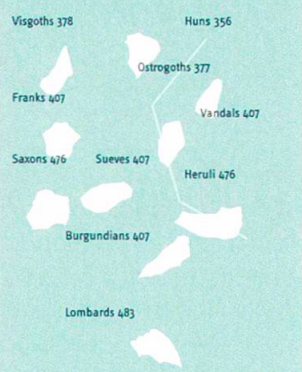 Visgoths 378
Huns 356
Ostrogoths 377
Franks 407
Vandals 407
Saxons 476
Sueves 407
Heruli 476
Burgundians 407
Lombards 483